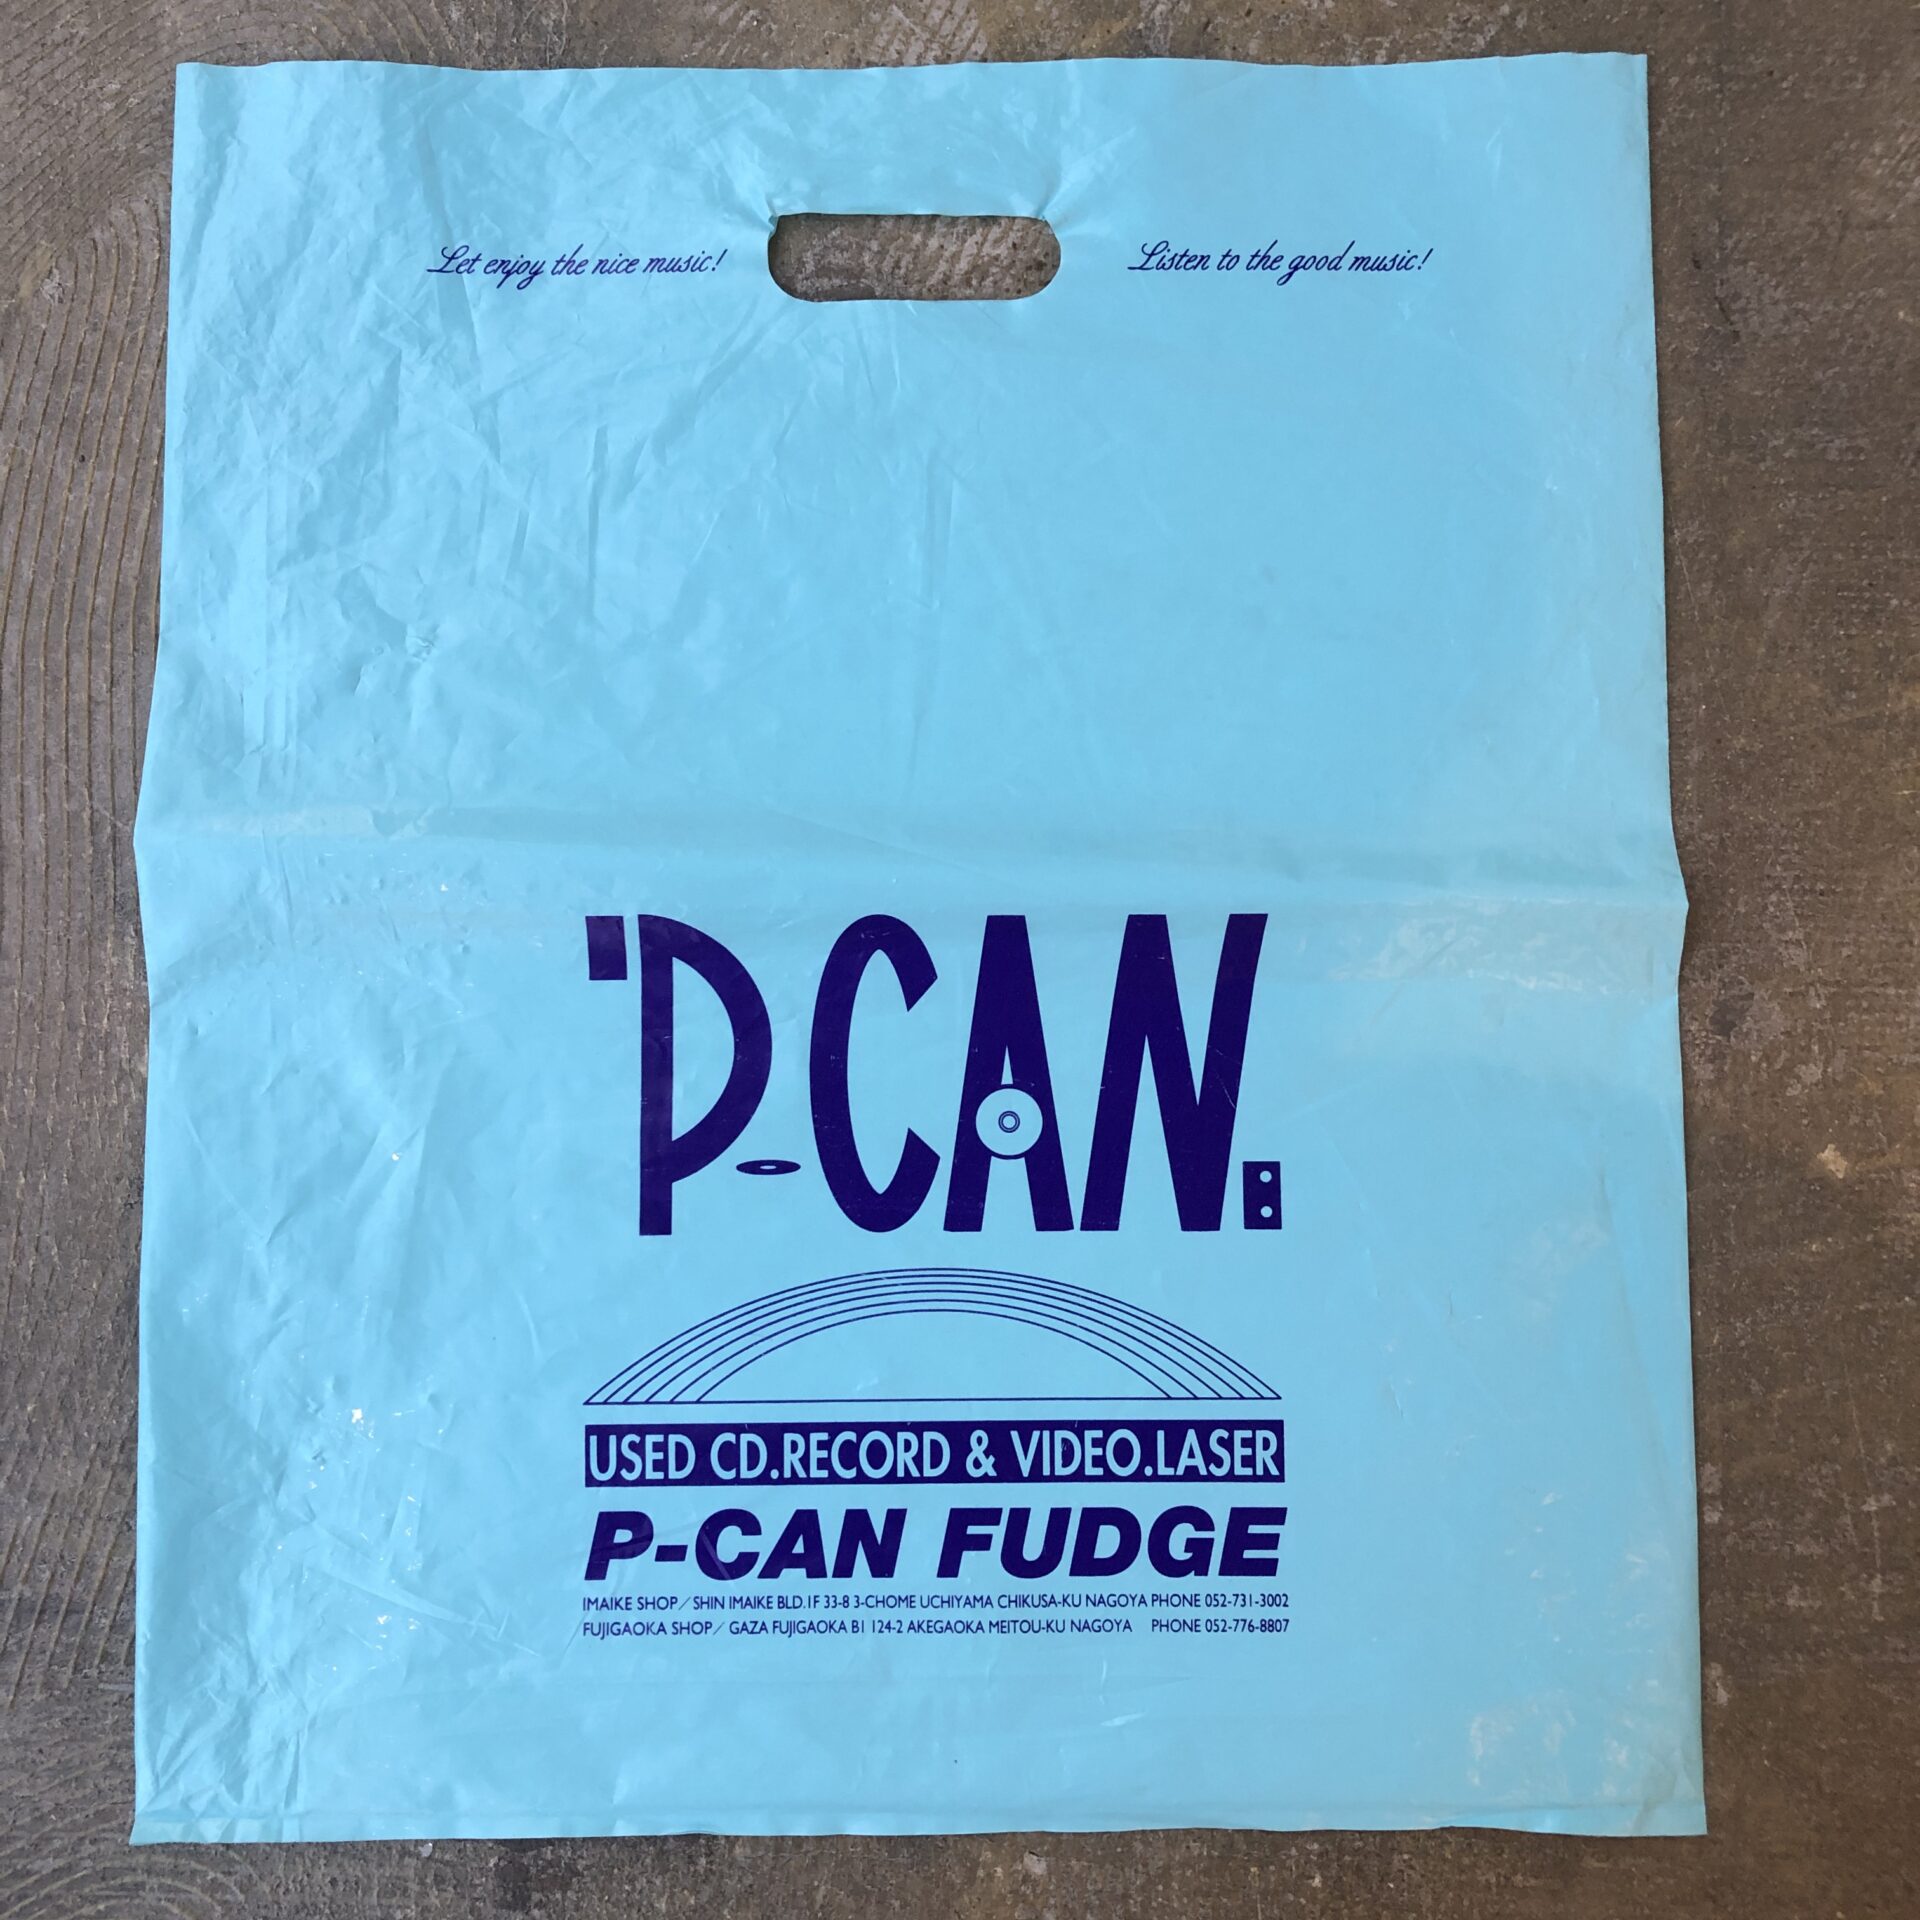 Let enjoy the nice music!
Listen to the good music!
P-CAN
USED CD.RECORD & VIDEO.LASER
P-CAN FUDGE
IMAIKE SHOP/SHIN IMAIKE BLD.1F 33-8 3-CHOME UCHIYAMA CHIKUSA-KU NAGOYA PHONE 052-731-3002
FUJIGAOKA SHOP/ GAZA FUJIGAOKA B1 124-2 AKEGAOKA MEITOU-KU NAGOYA PHONE 052-776-8807